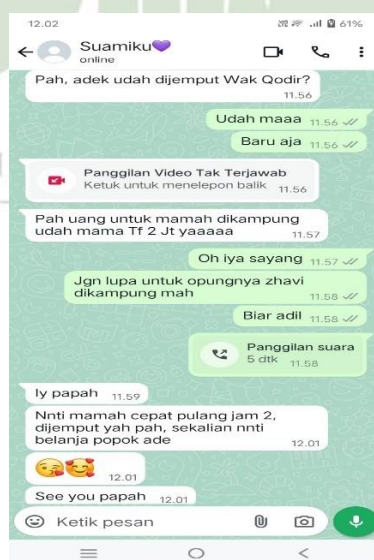 12.02
61%
Suamiku💜
online
Pah, adek udah dijemput Wak Qodir?
11.56
Udah maaa 11.56
Baru aja 11.56
Panggilan Video Tak Terjawab
Ketuk untuk menelepon balik 11.56
Pah uang untuk mamah dikampung
udah mama Tf 2 Jt yaaaaa 11.57
Oh iya sayang 11.57
Jgn lupa untuk opungnya zhavi
dikampung mah 11.58
Biar adil 11.58
Panggilan suara
5 dtk 11.58
Iy papah 11.59
Nnti mamah cepat pulang jam 2,
dijemput yah pah, sekalian nnti
belanja popok ade 12.01
😘🥰 12.01
See you papah 12.01
Ketik pesan